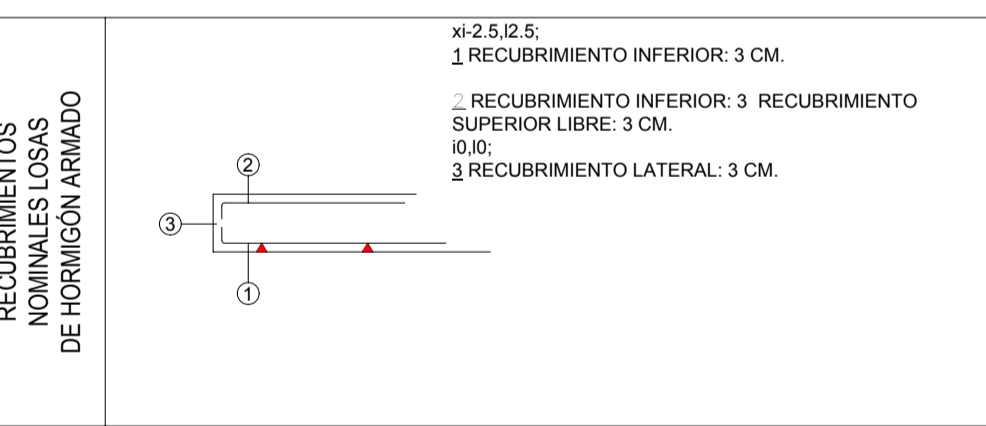 RECUBRIMIENTOS
NOMINALES LOSAS
DE HORMIGÓN ARMADO
xi-2.5,l2.5;
1 RECUBRIMIENTO INFERIOR: 3 CM.
2 RECUBRIMIENTO INFERIOR: 3 RECUBRIMIENTO
SUPERIOR LIBRE: 3 CM.
i0,l0;
3 RECUBRIMIENTO LATERAL: 3 CM.
2
3
1